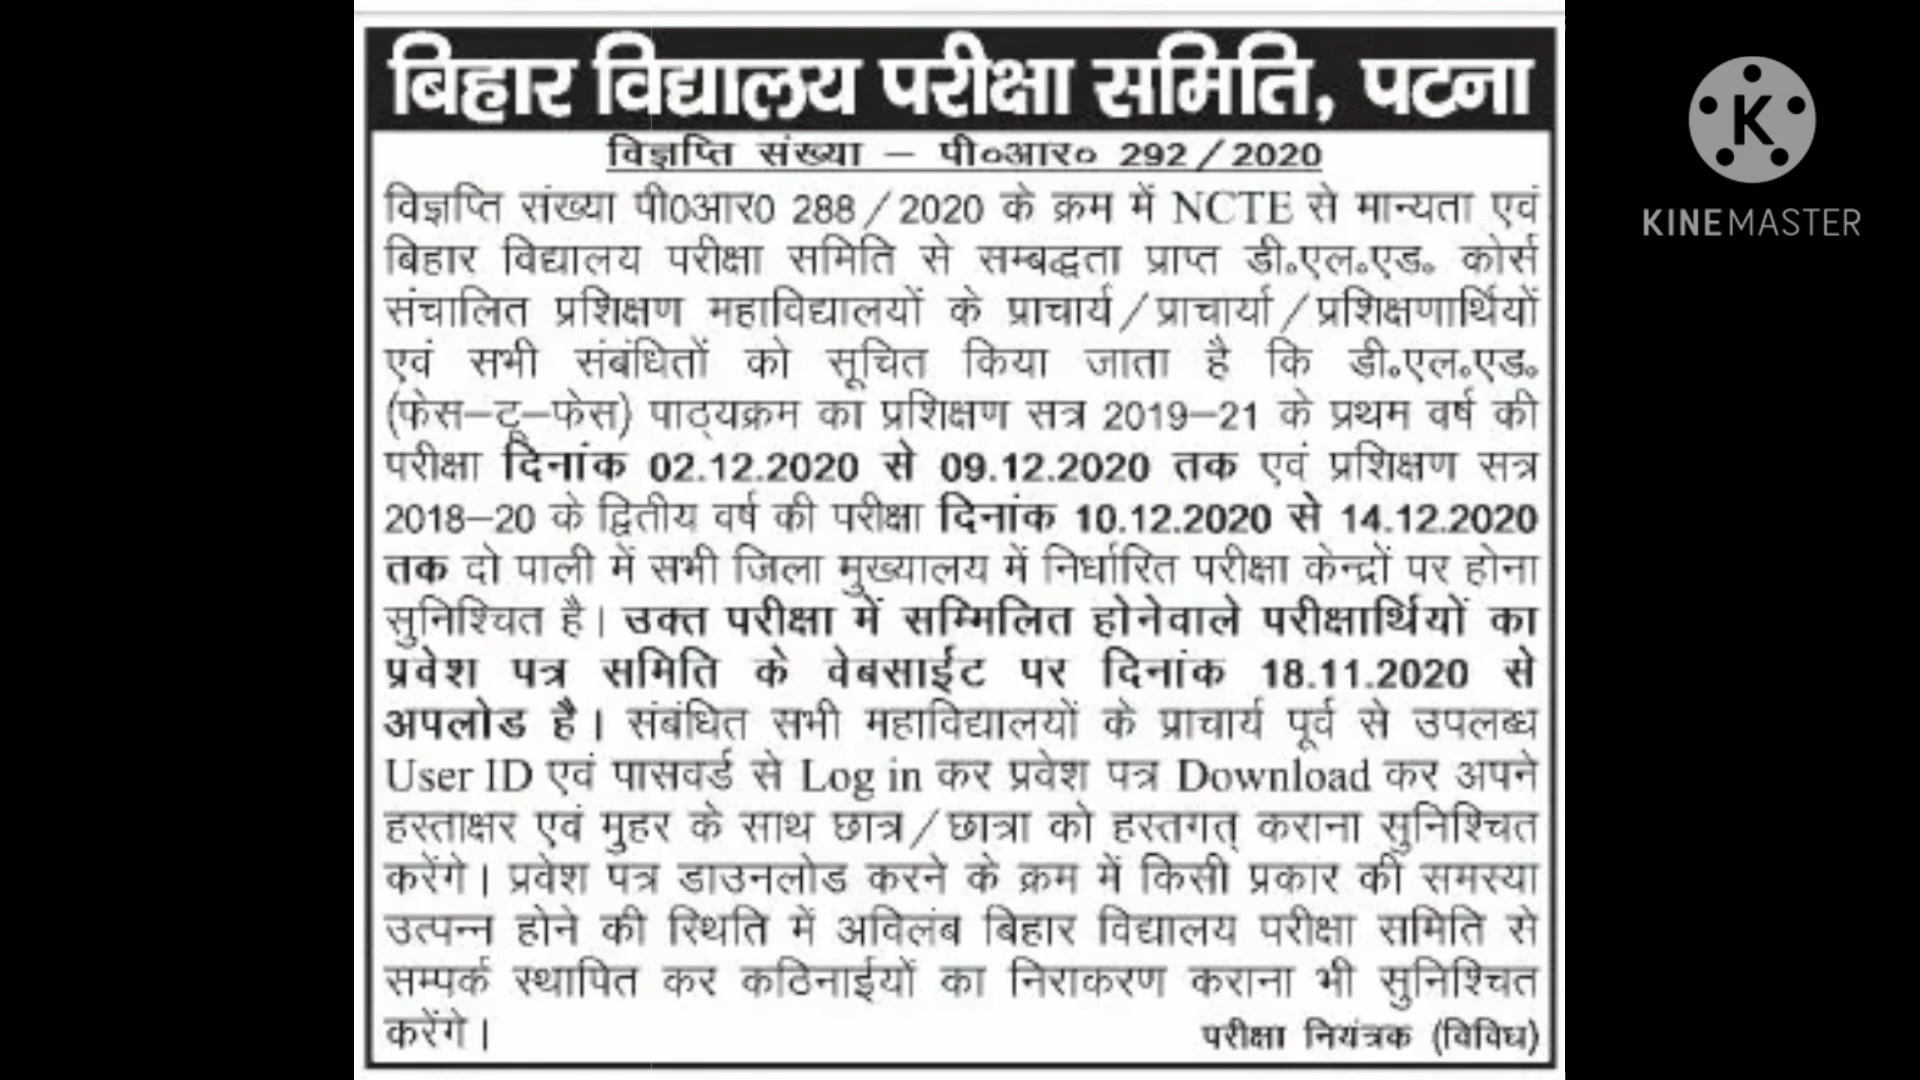 बिहार विद्यालय परीक्षा समिति, पटना
विज्ञप्ति संख्या – पी०आर० 292/2020
विज्ञप्ति संख्या पी0आर0 288/2020 के क्रम में NCTE से मान्यता एवं
बिहार विद्यालय परीक्षा समिति से सम्बद्धता प्राप्त डी०एल०एड० कोर्स
संचालित प्रशिक्षण महाविद्यालयों के प्राचार्य/प्राचार्या/प्रशिक्षणार्थियों
एवं सभी संबंधितों को सूचित किया जाता है कि डी०एल०एड०
(फेस–टू–फेस) पाठ्यक्रम का प्रशिक्षण सत्र 2019–21 के प्रथम वर्ष की
परीक्षा दिनांक 02.12.2020 से 09.12.2020 तक एवं प्रशिक्षण सत्र
2018–20 के द्वितीय वर्ष की परीक्षा दिनांक 10.12.2020 से 14.12.2020
तक दो पाली में सभी जिला मुख्यालय में निर्धारित परीक्षा केन्द्रों पर होना
सुनिश्चित है। उक्त परीक्षा में सम्मिलित होनेवाले परीक्षार्थियों का
प्रवेश पत्र समिति के वेबसाईट पर दिनांक 18.11.2020 से
अपलोड है। संबंधित सभी महाविद्यालयों के प्राचार्य पूर्व से उपलब्ध
User ID एवं पासवर्ड से Log in कर प्रवेश पत्र Download कर अपने
हस्ताक्षर एवं मुहर के साथ छात्र/छात्रा को हस्तगत् कराना सुनिश्चित
करेंगे। प्रवेश पत्र डाउनलोड करने के क्रम में किसी प्रकार की समस्या
उत्पन्न होने की स्थिति में अविलंब बिहार विद्यालय परीक्षा समिति से
सम्पर्क स्थापित कर कठिनाईयों का निराकरण कराना भी सुनिश्चित
करेंगे।
परीक्षा नियंत्रक (विविध)
K
KINEMASTER